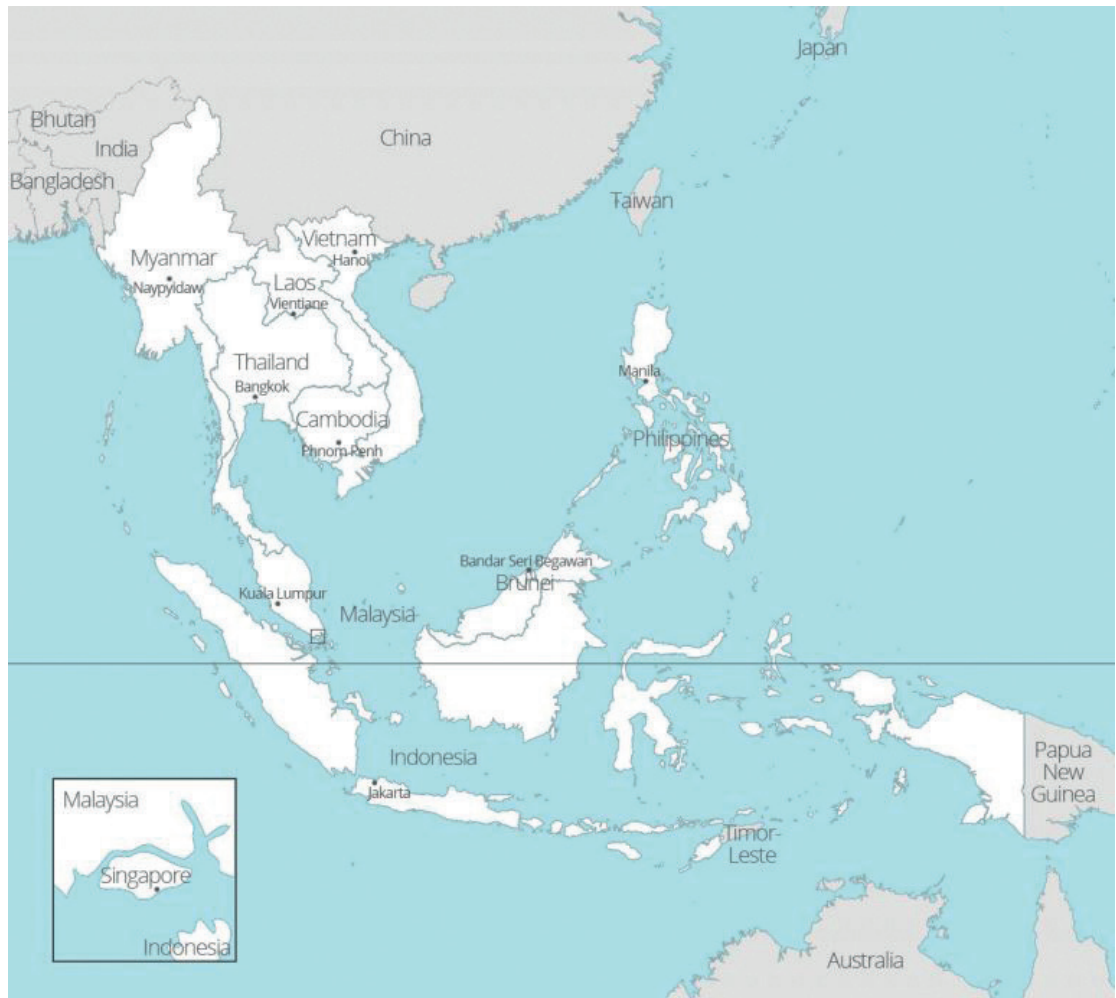 Japan
Bhutan
China
India
Bangladesh
Taiwan
Vietnam
Hanoi
Myanmar
Laos
Naypyidaw
Vientiane
Thailand
Manila
Bangkok
Cambodia
Philippines
Phnom Penh
Bandar Seri Begawan
Brunei
Kuala Lumpur
Malaysia
Indonesia
Papua
New
Guinea
Jakarta
Malaysia
Timor-
Leste
Singapore
Indonesia
Australia